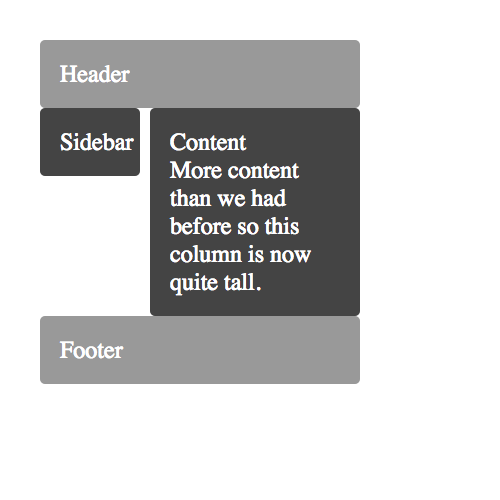 Header
Sidebar
Content
More content
than we had
before so this
column is now
quite tall.
Footer